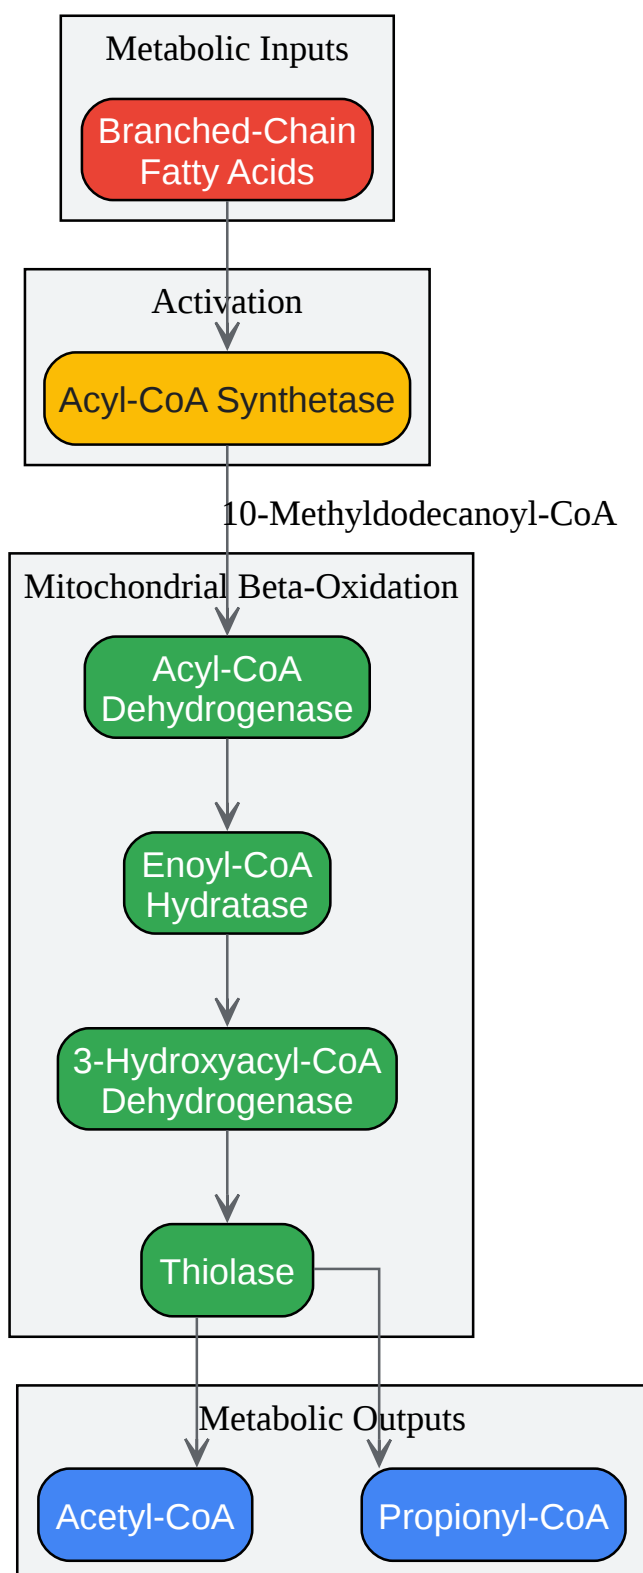 Metabolic Inputs
Branched-Chain
Fatty Acids
Activation
Acyl-CoA Synthetase
10-Methyldodecanoyl-CoA
Mitochondrial Beta-Oxidation
Acyl-CoA
Dehydrogenase
Enoyl-CoA
Hydratase
3-Hydroxyacyl-CoA
Dehydrogenase
Thiolase
Metabolic Outputs
Acetyl-CoA
Propionyl-CoA